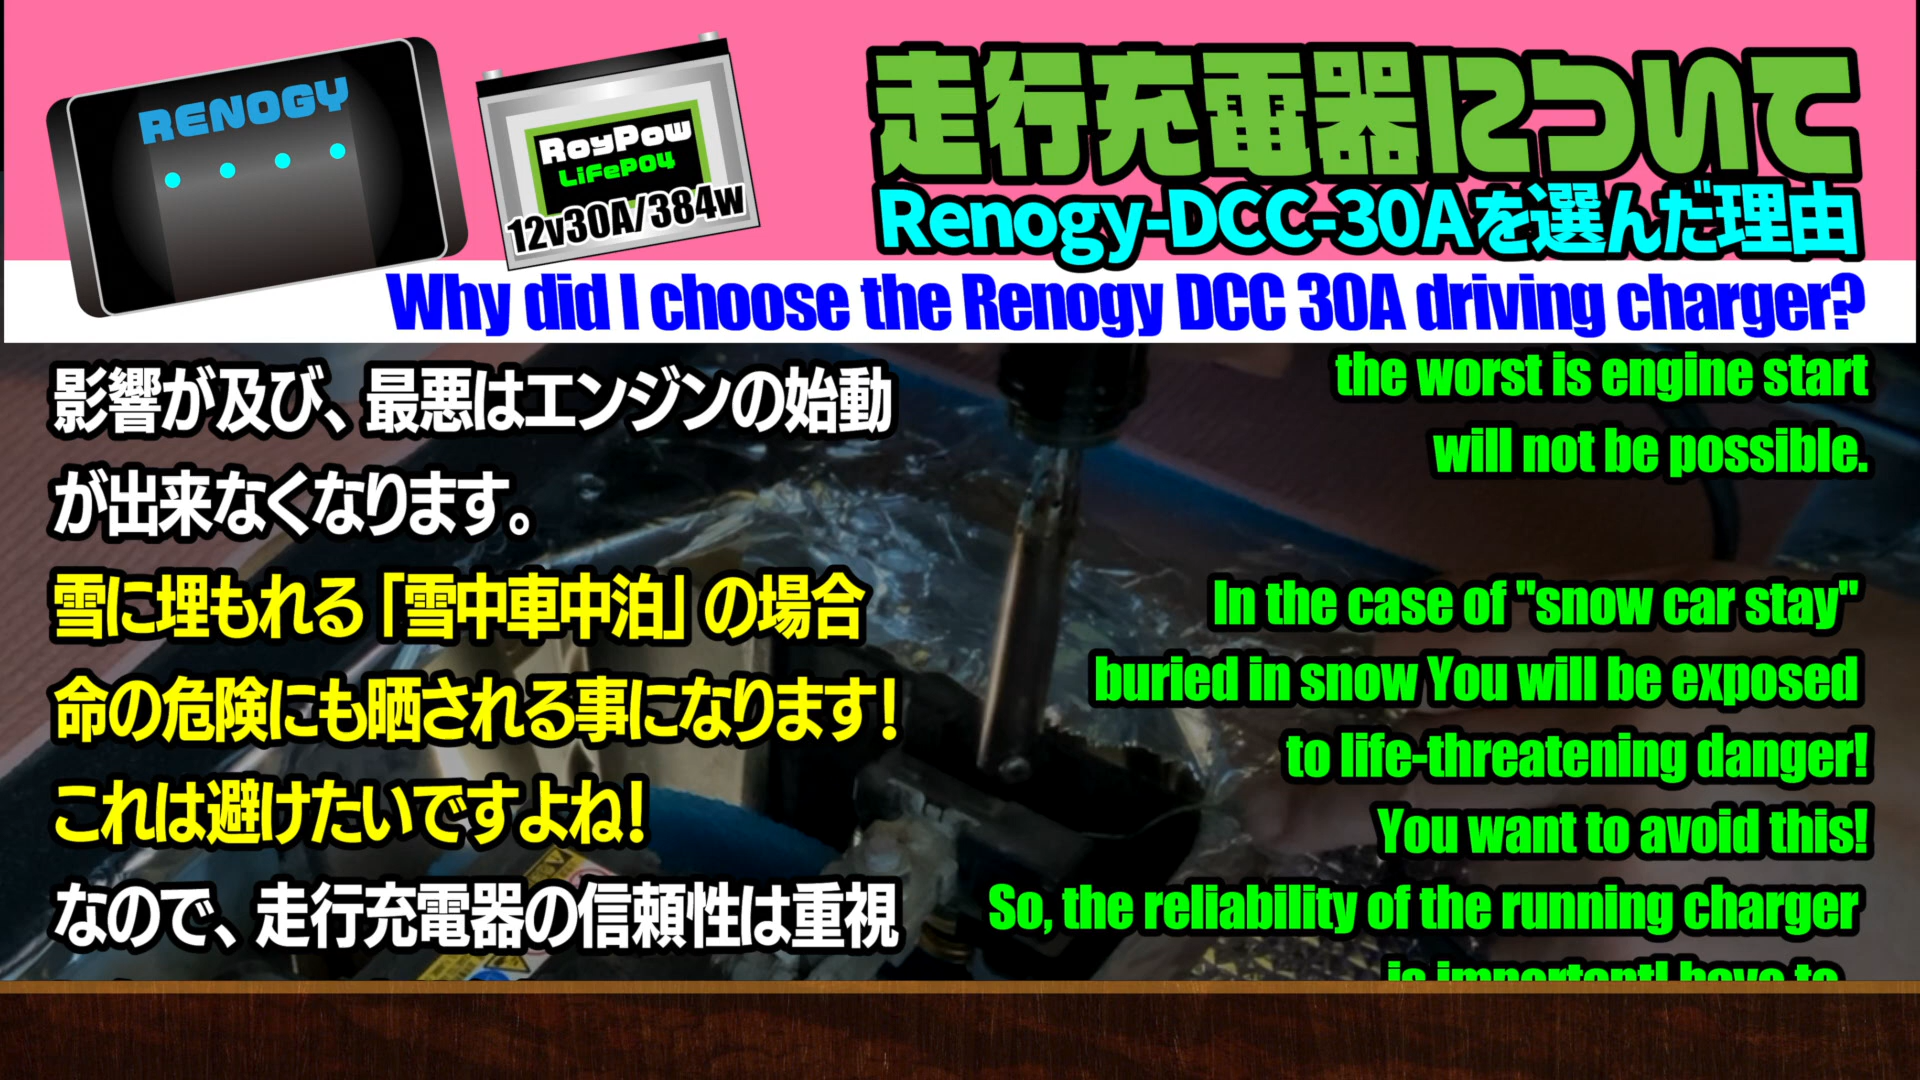 RENOGY
RoyPow
LiFePO4
12v30A/384w
走行充電器について
Renogy-DCC-30Aを選んだ理由
Why did I choose the Renogy DCC 30A driving charger?
影響が及び、最悪はエンジンの始動
が出来なくなります。
雪に埋もれる「雪中車中泊」の場合
命の危険にも晒される事になります！
これは避けたいですよね！
なので、走行充電器の信頼性は重視
the worst is engine start
will not be possible.
In the case of "snow car stay"
buried in snow You will be exposed
to life-threatening danger!
You want to avoid this!
So, the reliability of the running charger
is important! have to